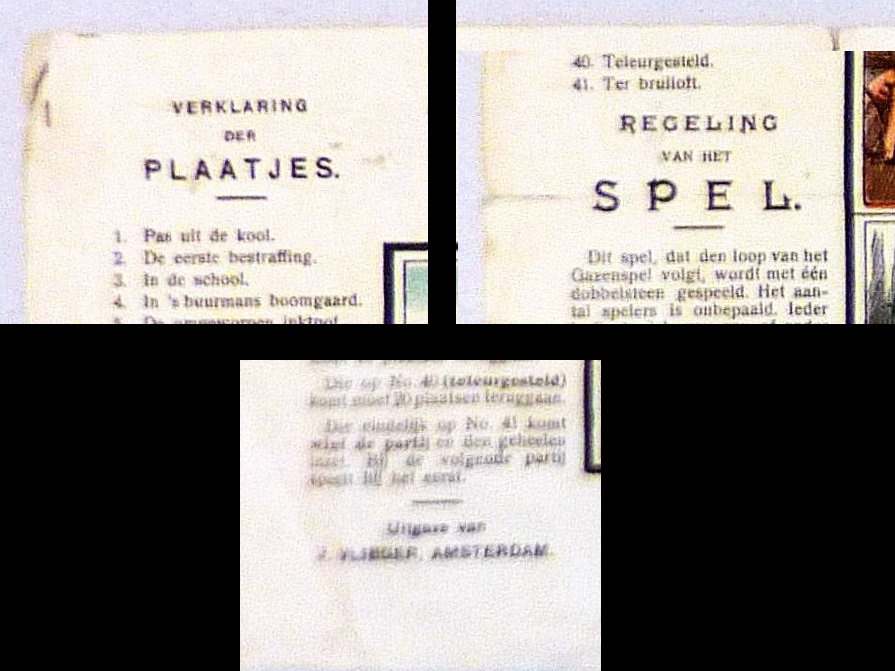 VERKLARING
DER
PLAATJES.
1. Pas uit de kool.
2. De eerste bestraffing.
3. In de school.
4. In 's buurmans boomgaard.
5. De omgeworpen inktpot
40. Teleurgesteld.
41. Ter bruiloft.
REGELING
VAN HET
SPEL.
Dit spel, dat den loop van het
Ganzenspel volgt, wordt met één
dobbelsteen gespeeld. Het aan-
tal spelers is onbepaald. Ieder
Die op No. 40 (teleurgesteld)
komt moet 20 plaatsen teruggaan.
Die eindelijk op No. 41 komt
wint de partij en den geheelen
inzet. Bij de volgende partij
speelt hij het eerst.
Uitgave van
J. VLIEGER, AMSTERDAM.